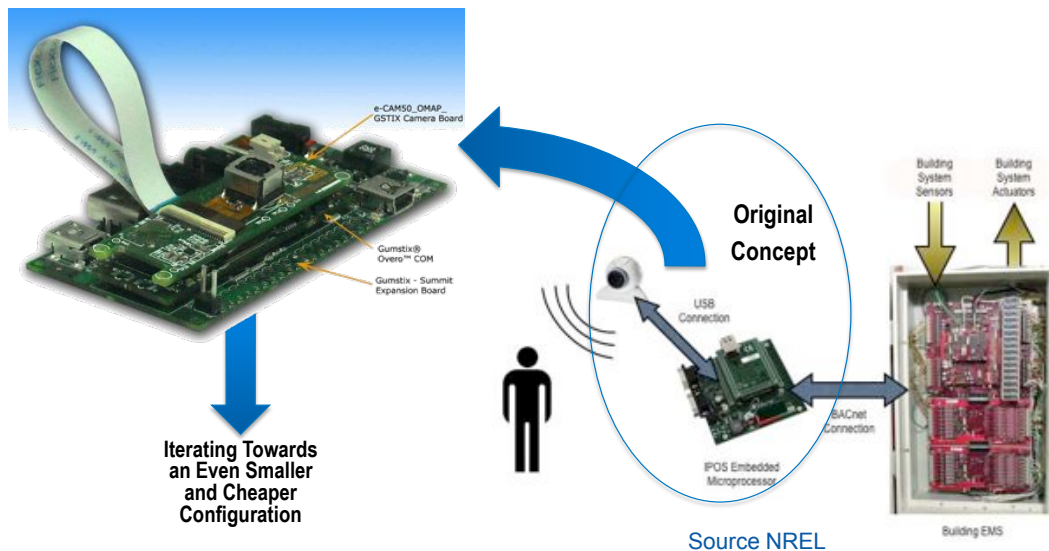 e-CAM50_OMAP_
GSTIX Camera Board
Gumstix®
Overo™ COM
Gumstix - Summit
Expansion Board
Iterating Towards
an Even Smaller
and Cheaper
Configuration
Original
Concept
USB
Connection
IPOS Embedded
Microprocessor
BACnet
Connection
Building
System
Sensors
Building
System
Actuators
Building EMS
Source NREL